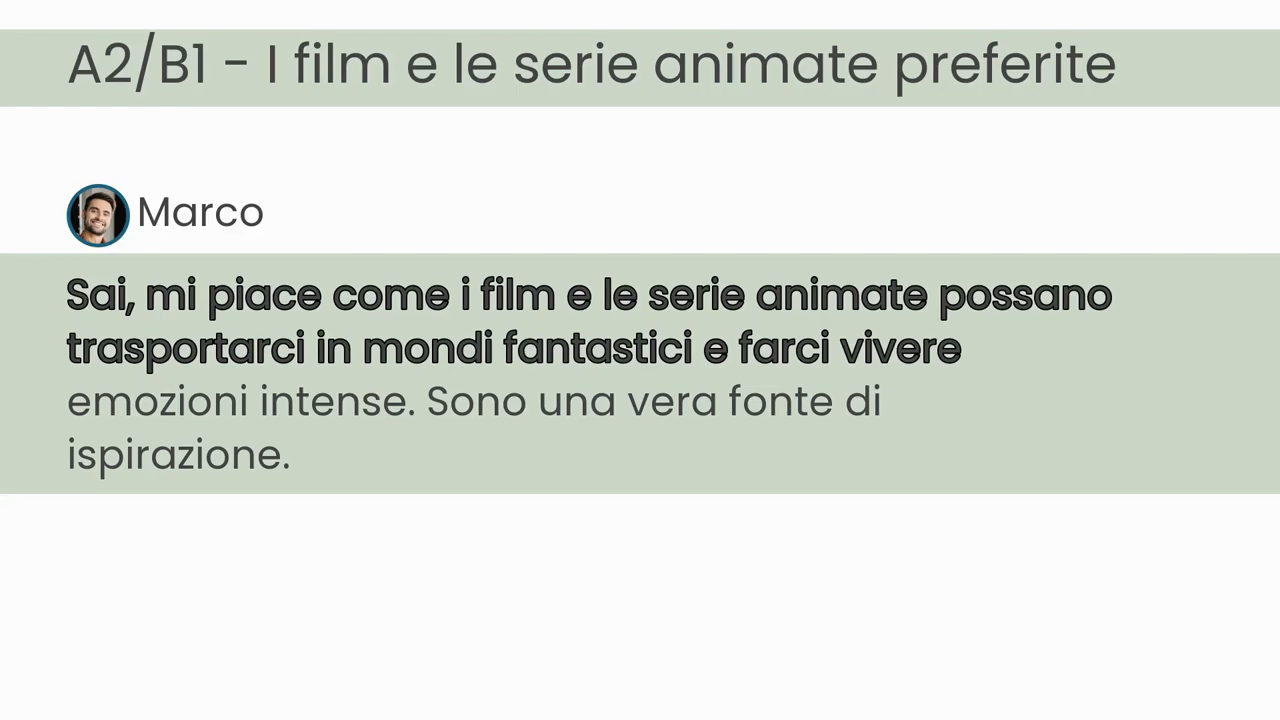 A2/B1 - I film e le serie animate preferite
Marco
Sai, mi piace come i film e le serie animate possano
trasportarci in mondi fantastici e farci vivere
emozioni intense. Sono una vera fonte di
ispirazione.